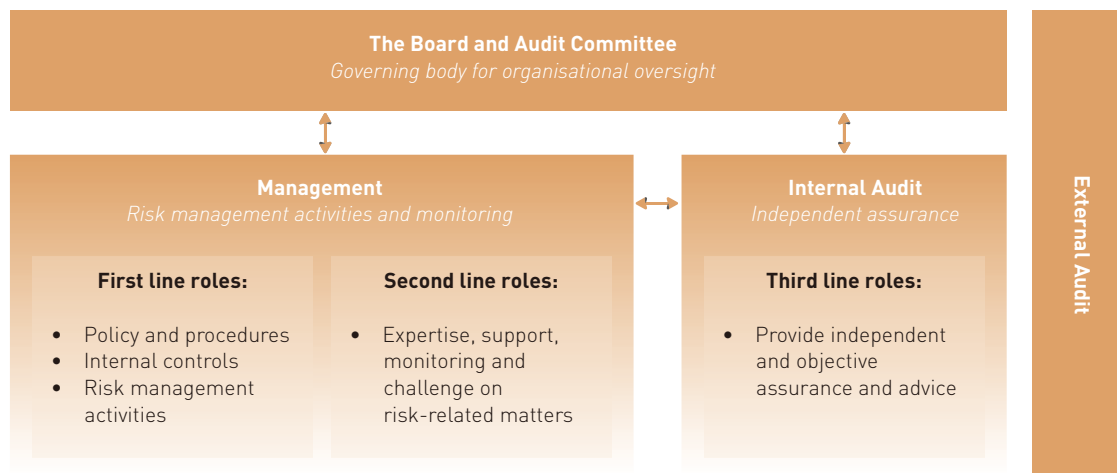 The Board and Audit Committee
Governing body for organisational oversight
Management
Risk management activities and monitoring
First line roles:
• Policy and procedures
• Internal controls
• Risk management
activities
Second line roles:
• Expertise, support,
monitoring and
challenge on
risk-related matters
Internal Audit
Independent assurance
Third line roles:
• Provide independent
and objective
assurance and advice
External Audit